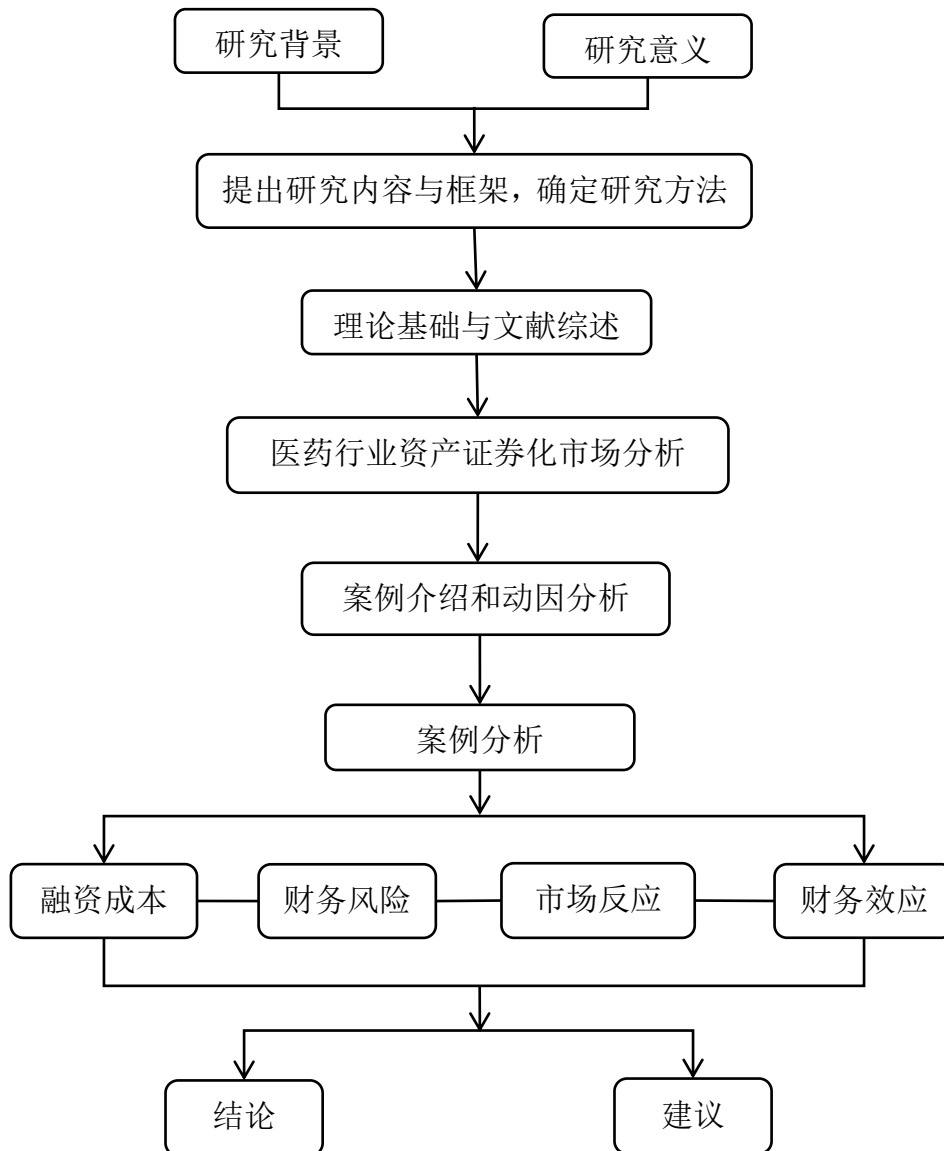 研究背景
研究意义
提出研究内容与框架，确定研究方法
理论基础与文献综述
医药行业资产证券化市场分析
案例介绍和动因分析
案例分析
融资成本
财务风险
市场反应
财务效应
结论
建议